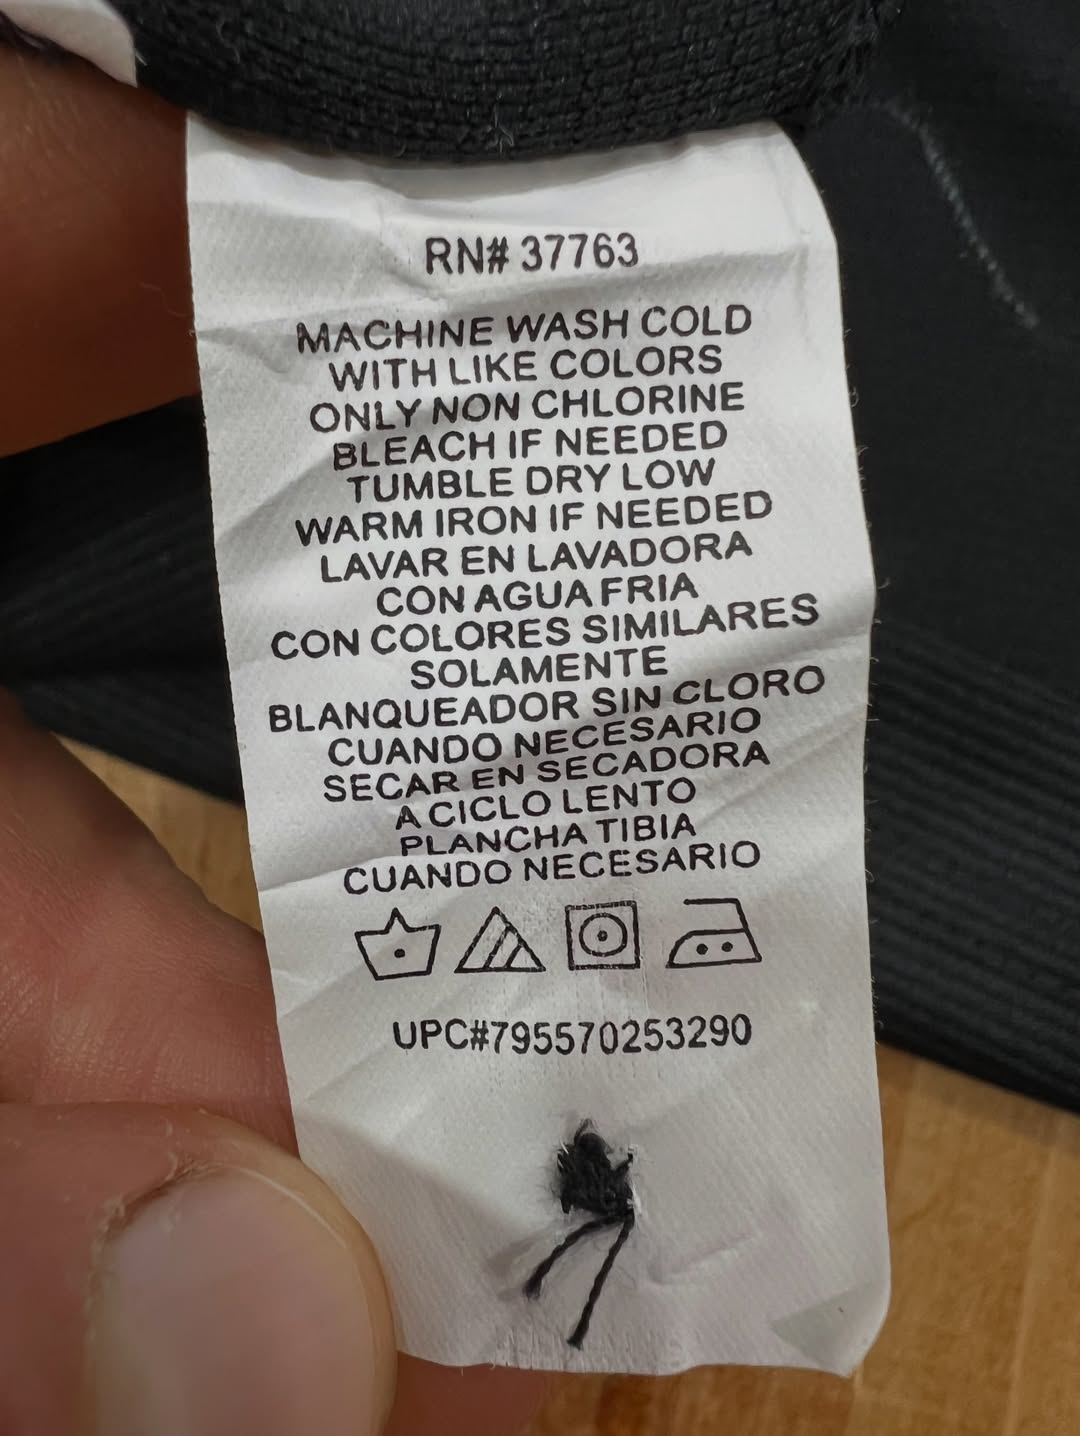 RN# 37763
MACHINE WASH COLD
WITH LIKE COLORS
ONLY NON CHLORINE
BLEACH IF NEEDED
TUMBLE DRY LOW
WARM IRON IF NEEDED
LAVAR EN LAVADORA
CON AGUA FRIA
CON COLORES SIMILARES
SOLAMENTE
BLANQUEADOR SIN CLORO
CUANDO NECESARIO
SECAR EN SECADORA
A CICLO LENTO
PLANCHA TIBIA
CUANDO NECESARIO
UPC#795570253290